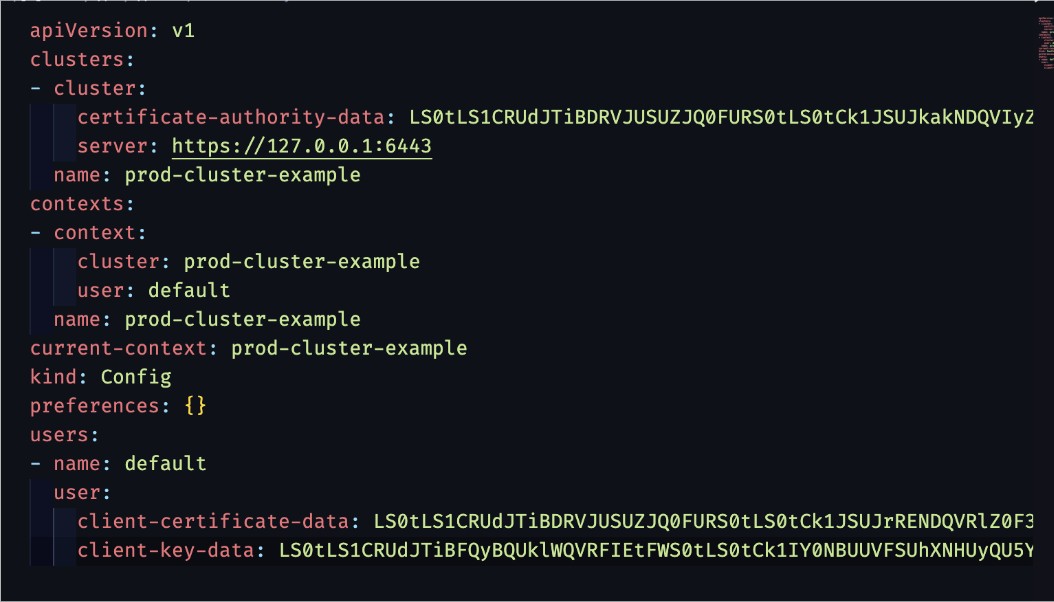 apiVersion: v1
clusters:
- cluster:
    certificate-authority-data: LS0tLS1CRUdJTiBDRVJUSUZJQ0FURS0tLS0tCk1JSUJkakNDQVIyZ
    server: https://127.0.0.1:6443
  name: prod-cluster-example
contexts:
- context:
    cluster: prod-cluster-example
    user: default
  name: prod-cluster-example
current-context: prod-cluster-example
kind: Config
preferences: {}
users:
- name: default
  user:
    client-certificate-data: LS0tLS1CRUdJTiBDRVJUSUZJQ0FURS0tLS0tCk1JSUJrRENDQVRlZ0F3
    client-key-data: LS0tLS1CRUdJTiBFQyBQUklWQVRFIEtFWS0tLS0tCk1IY0NBUUVFSUhXNHUyQU5Y